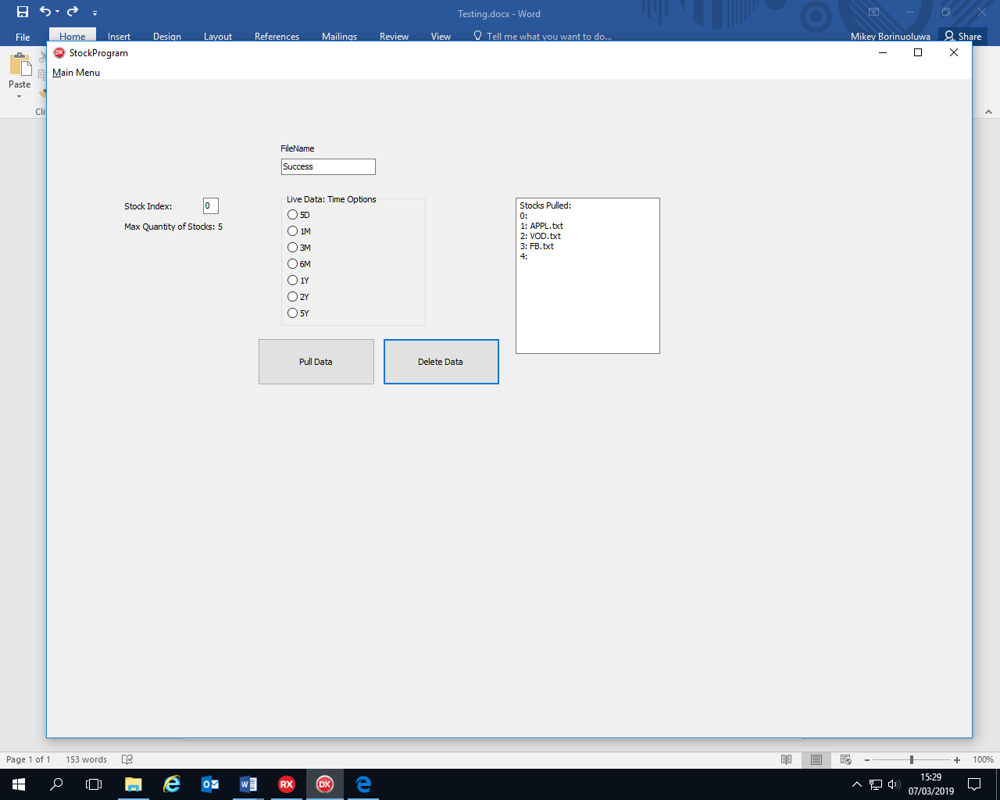 Testing.docx - Word
File Home Insert Design Layout References Mailings Review View Tell me what you want to do... Mikey Borinuoluwa Share
DX StockProgram
Main Menu
Paste
Cli
FileName
Success
Stock Index: 0
Max Quantity of Stocks: 5
Live Data: Time Options
5D
1M
3M
6M
1Y
2Y
5Y
Stocks Pulled:
0:
1: APPL.txt
2: VOD.txt
3: FB.txt
4:
Pull Data
Delete Data
Page 1 of 1 153 words 100%
RX DX
15:29
07/03/2019